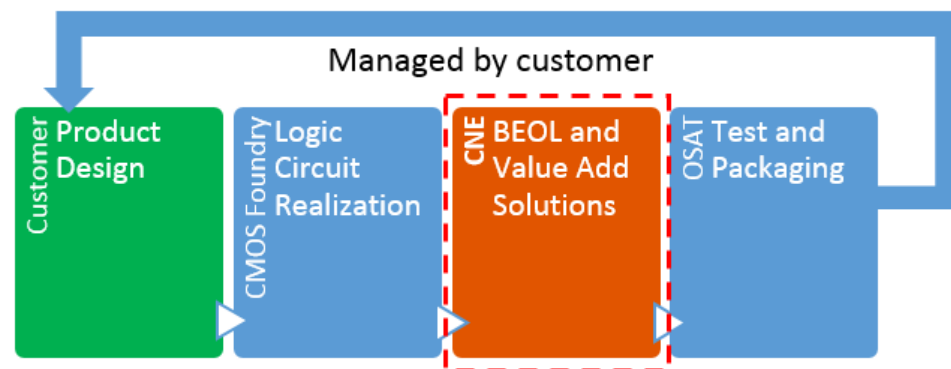 Managed by customer
Customer
Product
Design
CMOS Foundry
Logic
Circuit
Realization
CNE
BEOL and
Value Add
Solutions
OSAT
Test and
Packaging